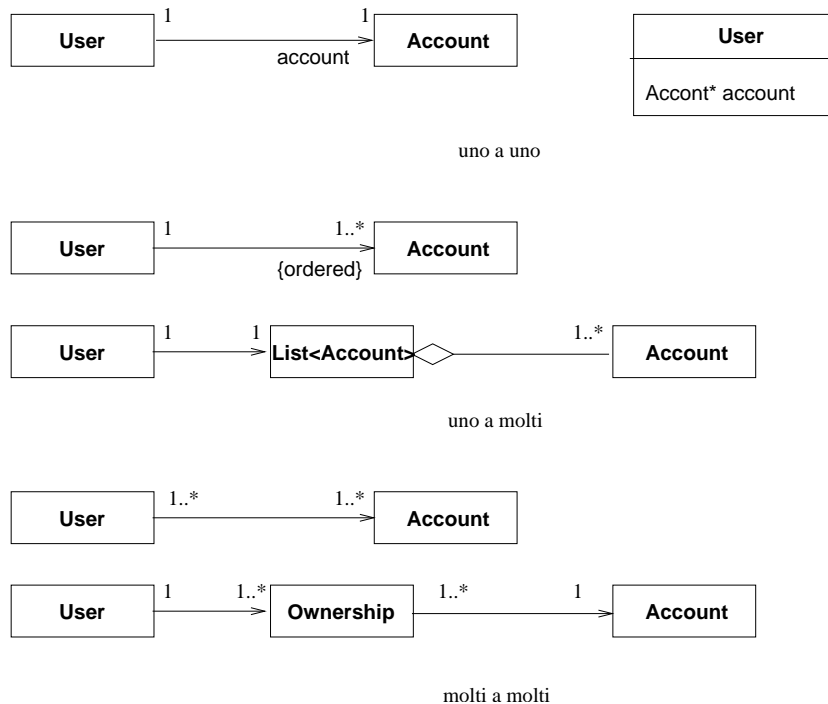 1 1 User
User Account
account Accont* account
uno a uno
1 1..*
User Account
{ordered}
1 1 1..*
User List<Account> Account
uno a molti
1..* 1..*
User Account
1 1..* 1..* 1
User Ownership Account
molti a molti